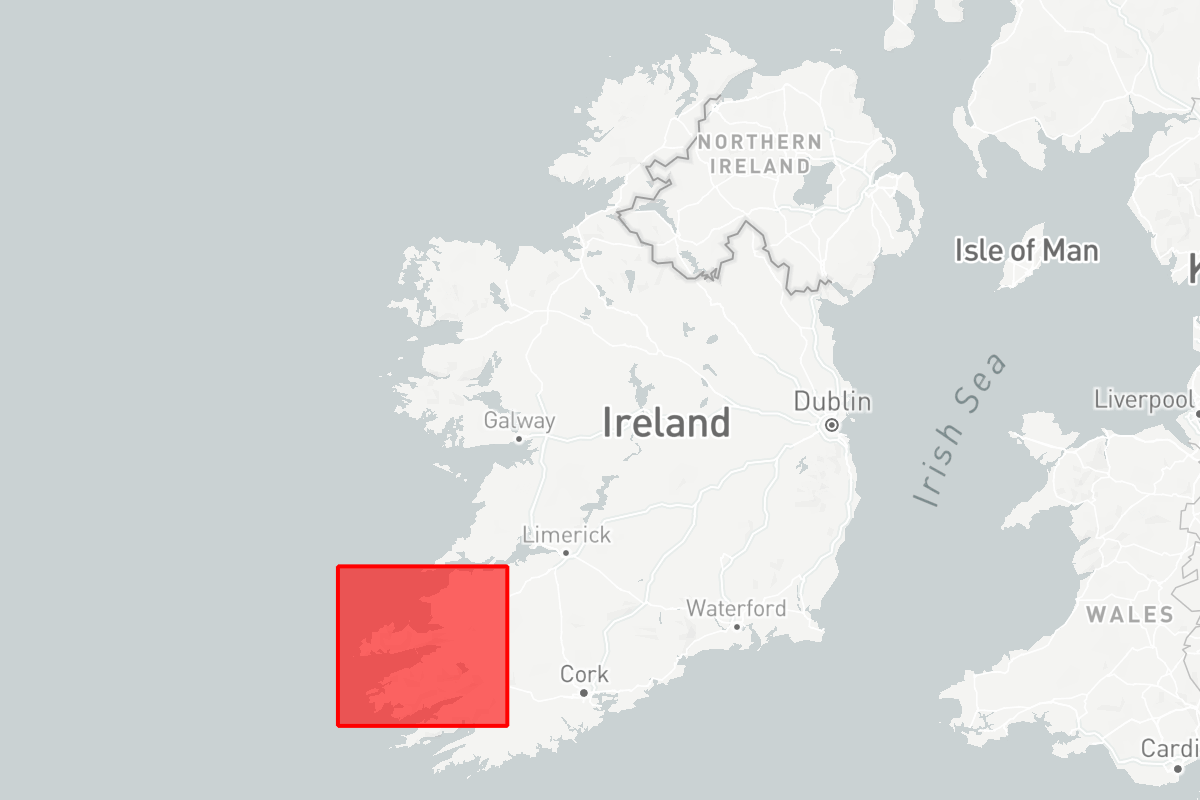 NORTHERN
IRELAND
Isle of Man
K
Irish Sea
Dublin
Liverpool
Galway
Ireland
Limerick
Waterford
WALES
Cork
Cardi